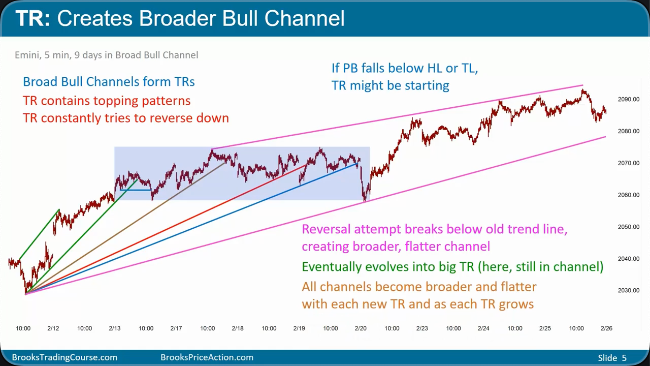 TR: Creates Broader Bull Channel
Emini, 5 min, 9 days in Broad Bull Channel
Broad Bull Channels form TRs
TR contains topping patterns
TR constantly tries to reverse down
If PB falls below HL or TL,
TR might be starting
2090.00
2080.00
2070.00
2060.00
2050.00
2040.00
2030.00
Reversal attempt breaks below old trend line,
creating broader, flatter channel
Eventually evolves into big TR (here, still in channel)
All channels become broader and flatter
with each new TR and as each TR grows
10:00 2/12 10:00 2/13 10:00 2/17 10:00 2/18 10:00 2/19 10:00 2/20 10:00 2/23 10:00 2/24 10:00 2/25 10:00 2/26
BrooksTradingCourse.com BrooksPriceAction.com Slide 5